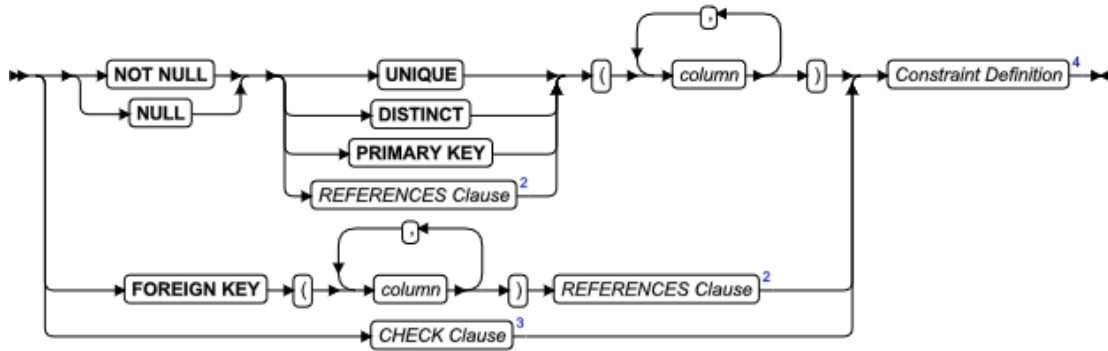 ,
NOT NULL UNIQUE ( column ) Constraint Definition 4
NULL DISTINCT
PRIMARY KEY
REFERENCES Clause 2
,
FOREIGN KEY ( column ) REFERENCES Clause 2
CHECK Clause 3